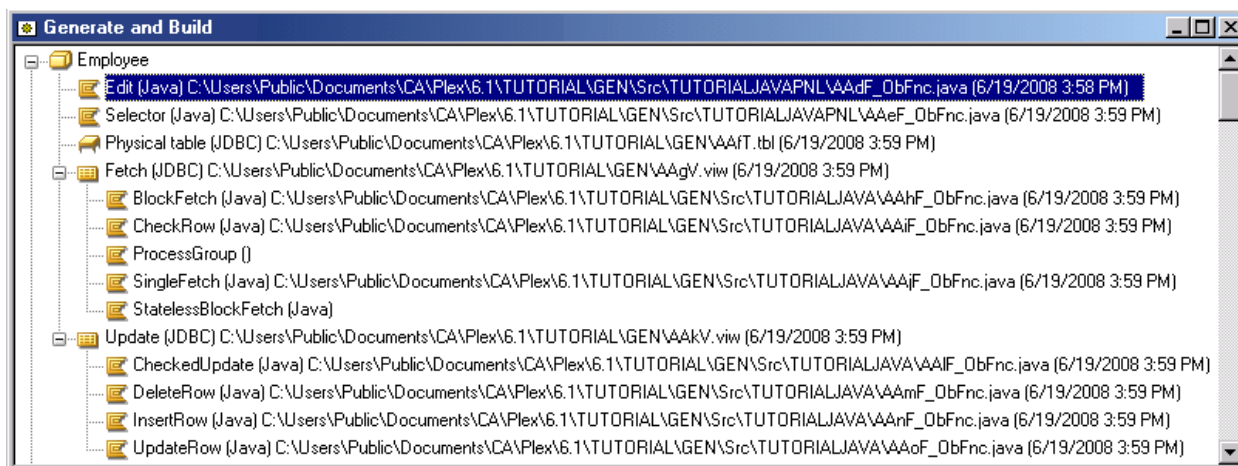 Generate and Build
Employee
Edit (Java) C:\Users\Public\Documents\CA\Plex\6.1\TUTORIAL\GEN\Src\TUTORIALJAVAPNL\AAdF_ObFnc.java (6/19/2008 3:58 PM)
Selector (Java) C:\Users\Public\Documents\CA\Plex\6.1\TUTORIAL\GEN\Src\TUTORIALJAVAPNL\AAeF_ObFnc.java (6/19/2008 3:59 PM)
Physical table (JDBC) C:\Users\Public\Documents\CA\Plex\6.1\TUTORIAL\GEN\AAfT.tbl (6/19/2008 3:59 PM)
Fetch (JDBC) C:\Users\Public\Documents\CA\Plex\6.1\TUTORIAL\GEN\AAgV.viw (6/19/2008 3:59 PM)
BlockFetch (Java) C:\Users\Public\Documents\CA\Plex\6.1\TUTORIAL\GEN\Src\TUTORIALJAVA\AAhF_ObFnc.java (6/19/2008 3:59 PM)
CheckRow (Java) C:\Users\Public\Documents\CA\Plex\6.1\TUTORIAL\GEN\Src\TUTORIALJAVA\AAiF_ObFnc.java (6/19/2008 3:59 PM)
ProcessGroup ()
SingleFetch (Java) C:\Users\Public\Documents\CA\Plex\6.1\TUTORIAL\GEN\Src\TUTORIALJAVA\AAjF_ObFnc.java (6/19/2008 3:59 PM)
StatelessBlockFetch (Java)
Update (JDBC) C:\Users\Public\Documents\CA\Plex\6.1\TUTORIAL\GEN\AAkV.viw (6/19/2008 3:59 PM)
CheckedUpdate (Java) C:\Users\Public\Documents\CA\Plex\6.1\TUTORIAL\GEN\Src\TUTORIALJAVA\AAlF_ObFnc.java (6/19/2008 3:59 PM)
DeleteRow (Java) C:\Users\Public\Documents\CA\Plex\6.1\TUTORIAL\GEN\Src\TUTORIALJAVA\AAmF_ObFnc.java (6/19/2008 3:59 PM)
InsertRow (Java) C:\Users\Public\Documents\CA\Plex\6.1\TUTORIAL\GEN\Src\TUTORIALJAVA\AAnF_ObFnc.java (6/19/2008 3:59 PM)
UpdateRow (Java) C:\Users\Public\Documents\CA\Plex\6.1\TUTORIAL\GEN\Src\TUTORIALJAVA\AAoF_ObFnc.java (6/19/2008 3:59 PM)